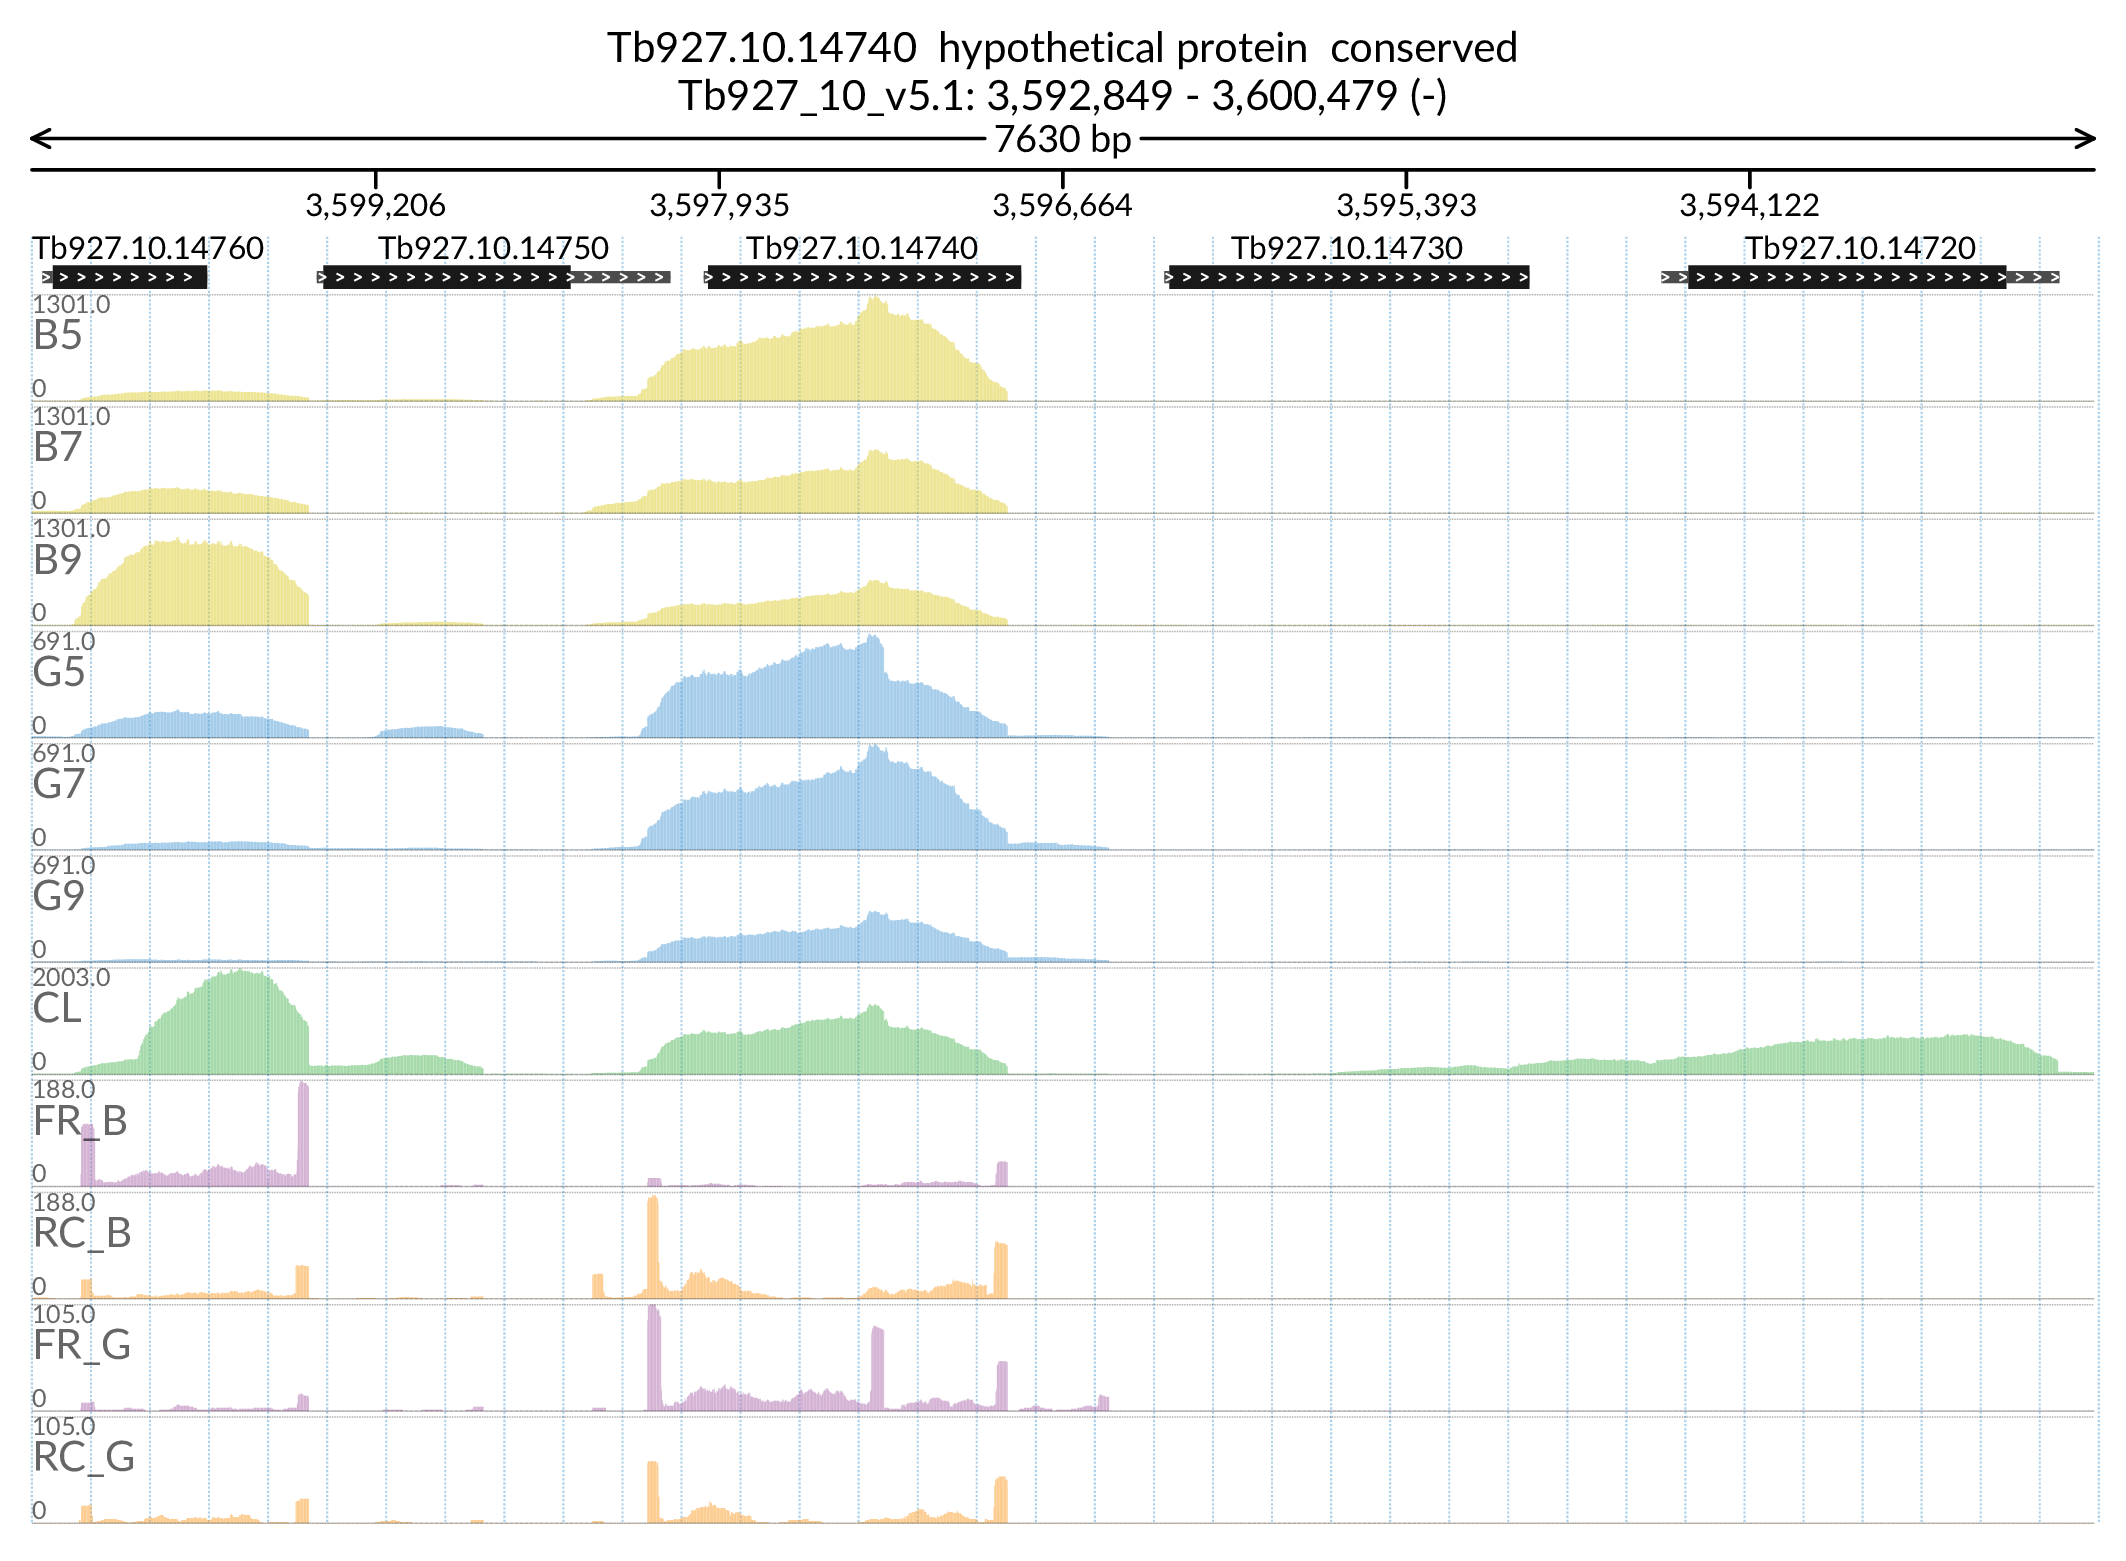 Tb927.10.14740 hypothetical protein conserved
Tb927_10_v5.1: 3,592,849 - 3,600,479 (-)
7630 bp
3,599,206 3,597,935 3,596,664 3,595,393 3,594,122
Tb927.10.14760 Tb927.10.14750 Tb927.10.14740 Tb927.10.14730 Tb927.10.14720
1301.0
B5
0
1301.0
B7
0
1301.0
B9
0
691.0
G5
0
691.0
G7
0
691.0
G9
0
2003.0
CL
0
188.0
FR_B
0
188.0
RC_B
0
105.0
FR_G
0
105.0
RC_G
0